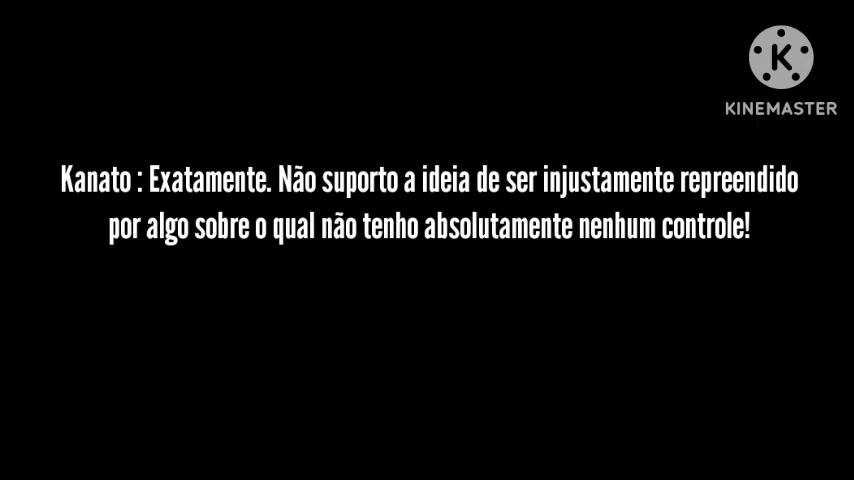 KINEMASTER
Kanato : Exatamente. Não suporto a ideia de ser injustamente repreendido
por algo sobre o qual não tenho absolutamente nenhum controle!